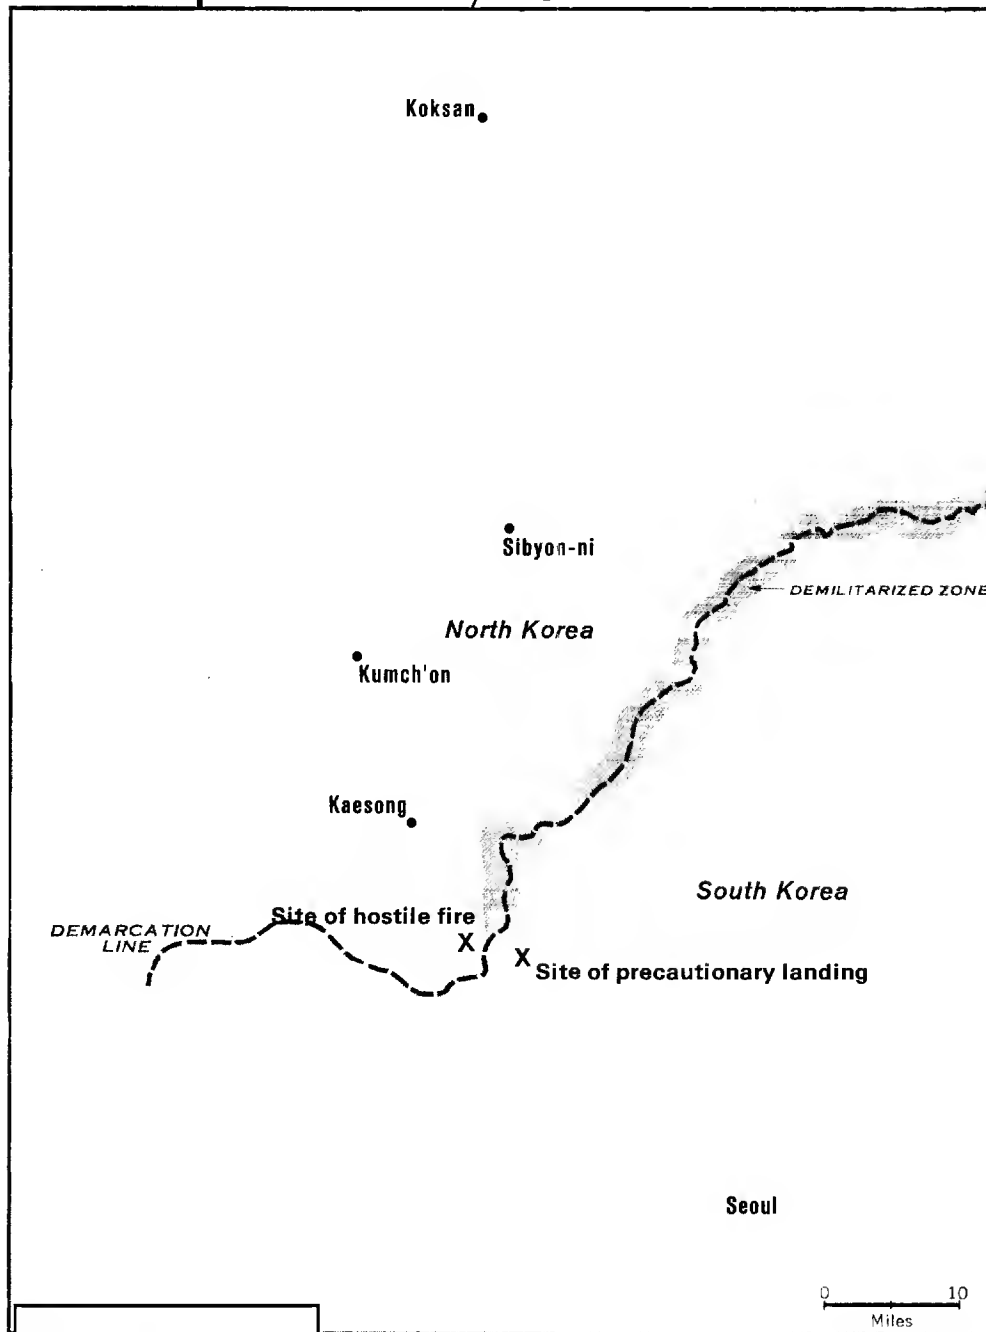 Koksan
Sibyon-ni
DEMILITARIZED ZONE
North Korea
Kumch'on
Kaesong
South Korea
Site of hostile fire
DEMARCATION
LINE
X
X
Site of precautionary landing
Seoul
0 10
Miles